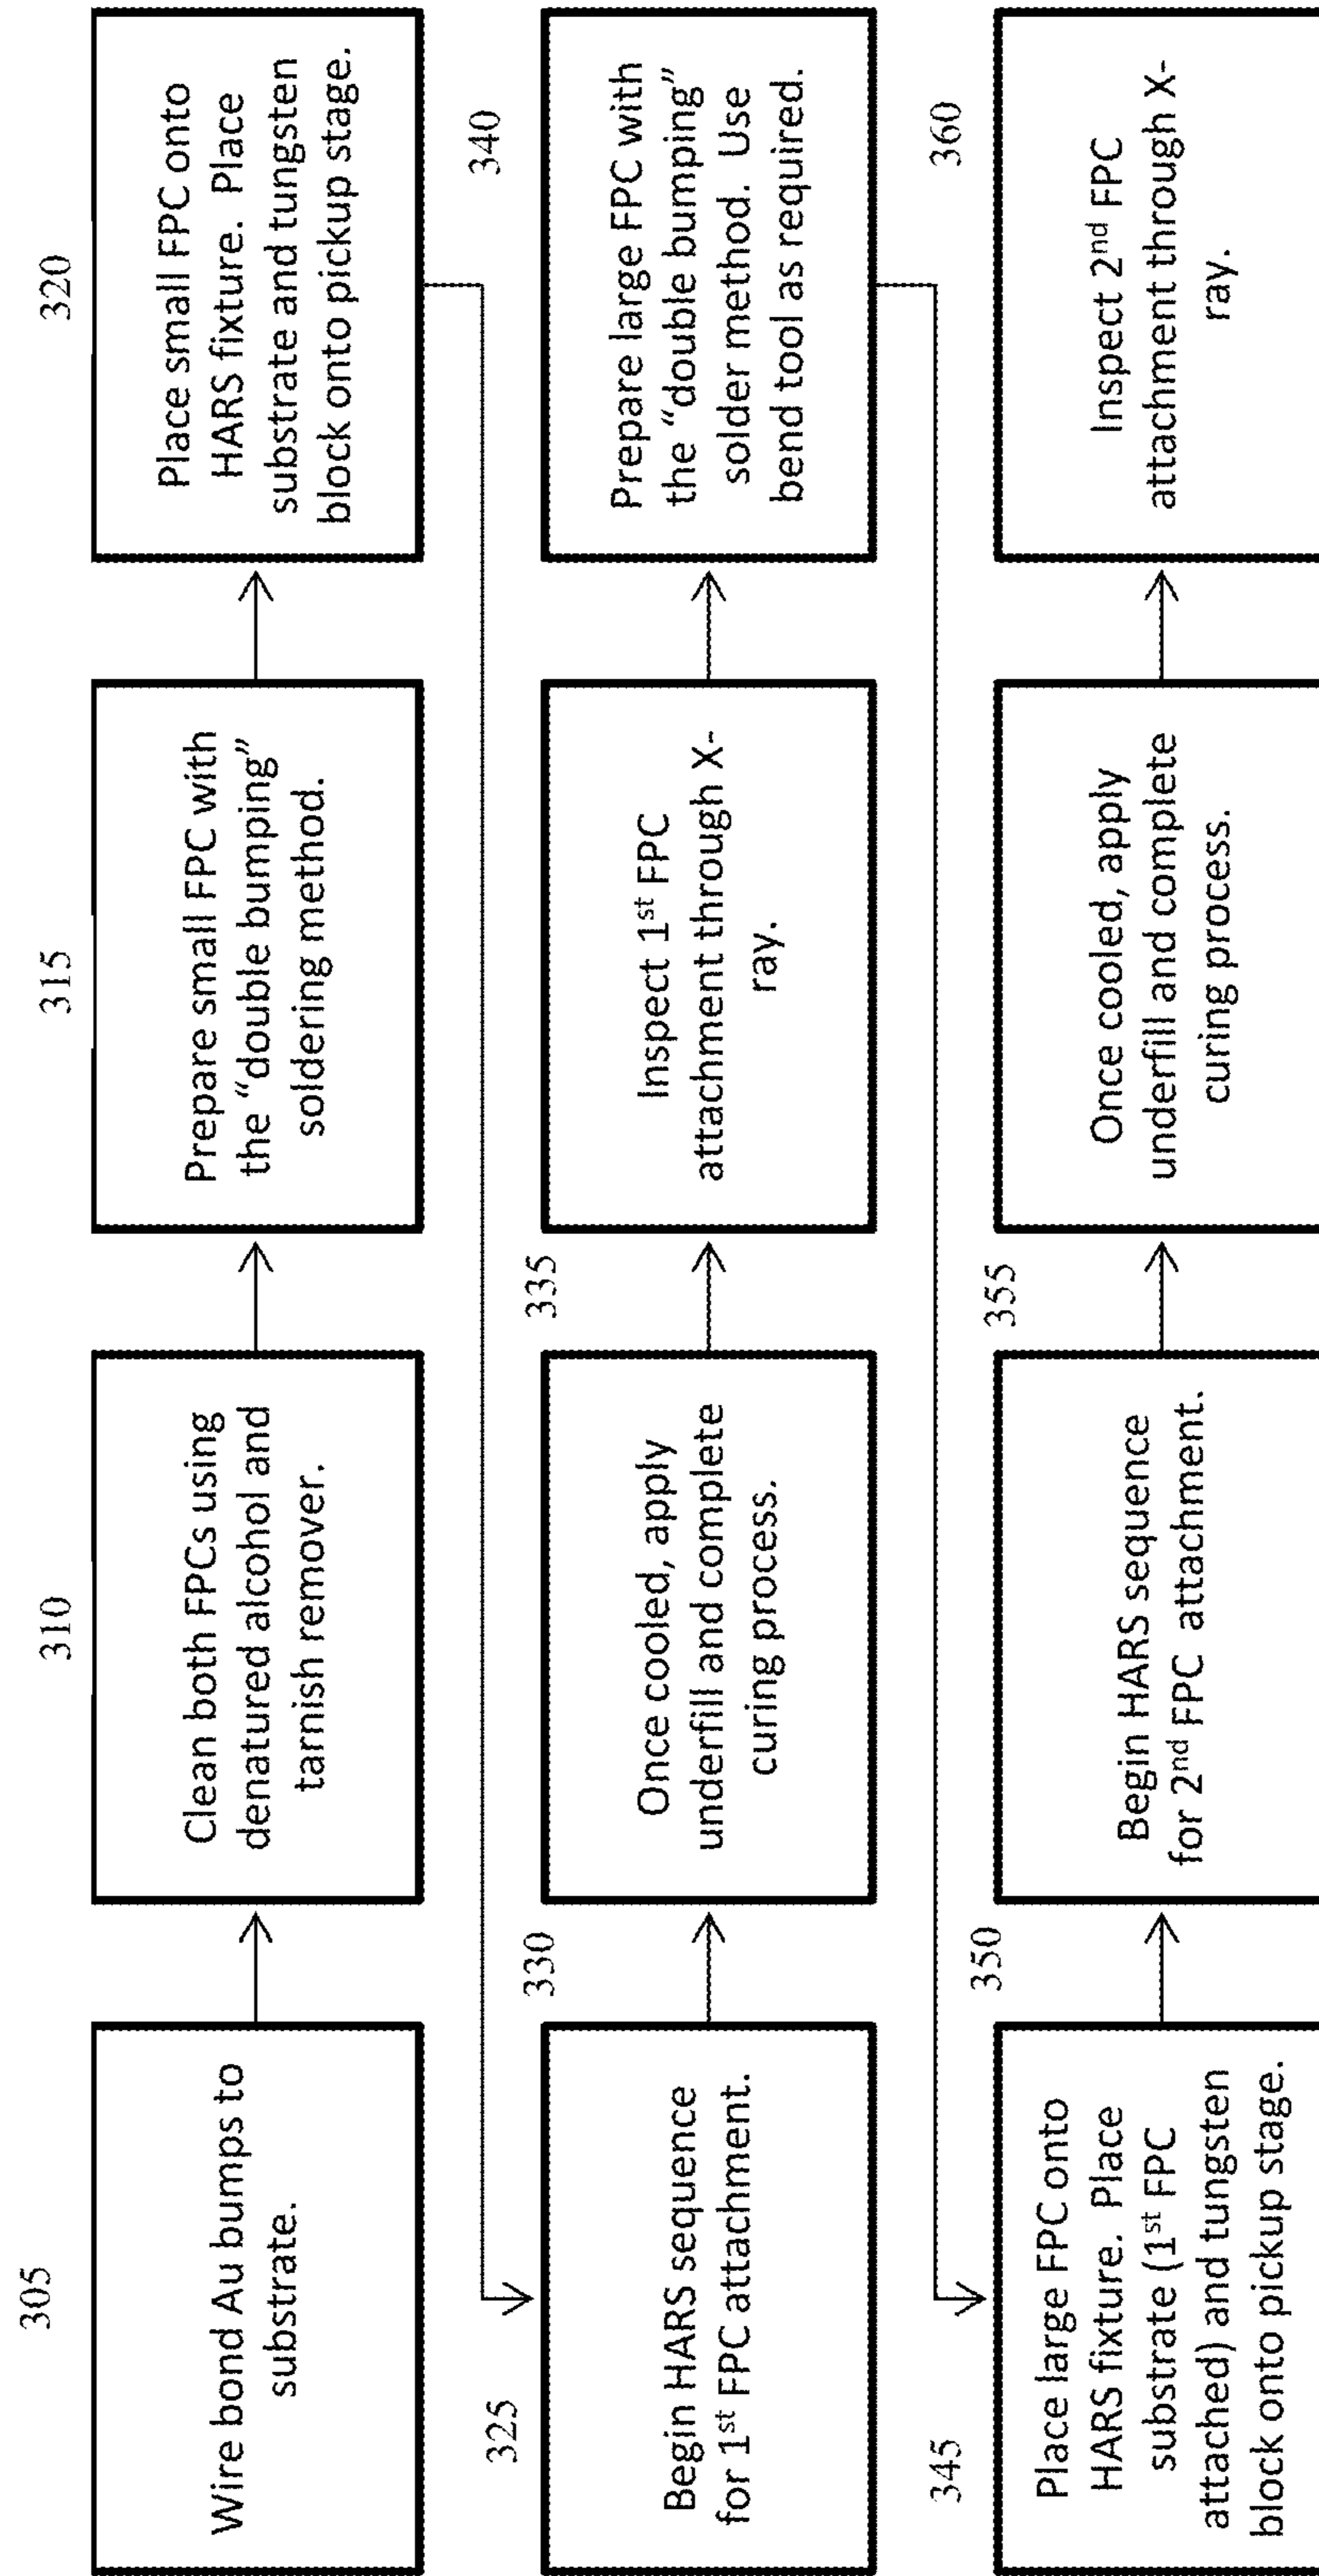 305
Wire bond Au bumps to
substrate.
310
Clean both FPCs using
denatured alcohol and
tarnish remover.
315
Prepare small FPC with
the “double bumping”
soldering method.
320
Place small FPC onto
HARS fixture. Place
substrate and tungsten
block onto pickup stage.
325
Begin HARS sequence
for 1st FPC attachment.
330
Once cooled, apply
underfill and complete
curing process.
335
Inspect 1st FPC
attachment through X-
ray.
340
Prepare large FPC with
the “double bumping”
solder method. Use
bend tool as required.
345
Place large FPC onto
HARS fixture. Place
substrate (1st FPC
attached) and tungsten
block onto pickup stage.
350
Begin HARS sequence
for 2nd FPC attachment.
355
Once cooled, apply
underfill and complete
curing process.
360
Inspect 2nd FPC
attachment through X-
ray.